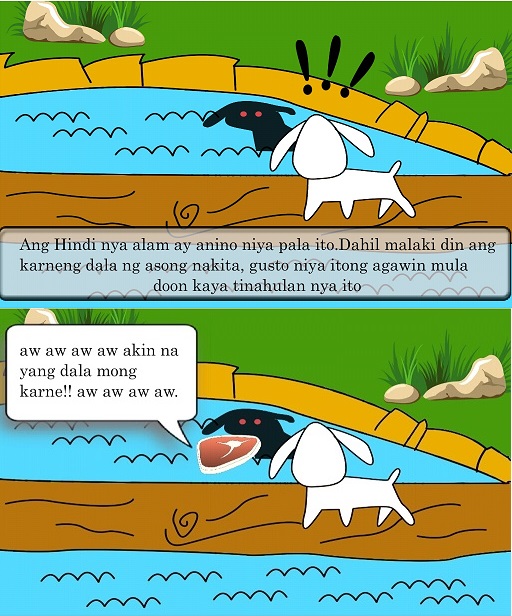 Ang Hindi nya alam ay anino niya pala ito.Dahil malaki din ang
karneng dala ng asong nakita, gusto niya itong agawin mula
doon kaya tinahulan nya ito
aw aw aw aw akin na
yang dala mong
karne!! aw aw aw aw.